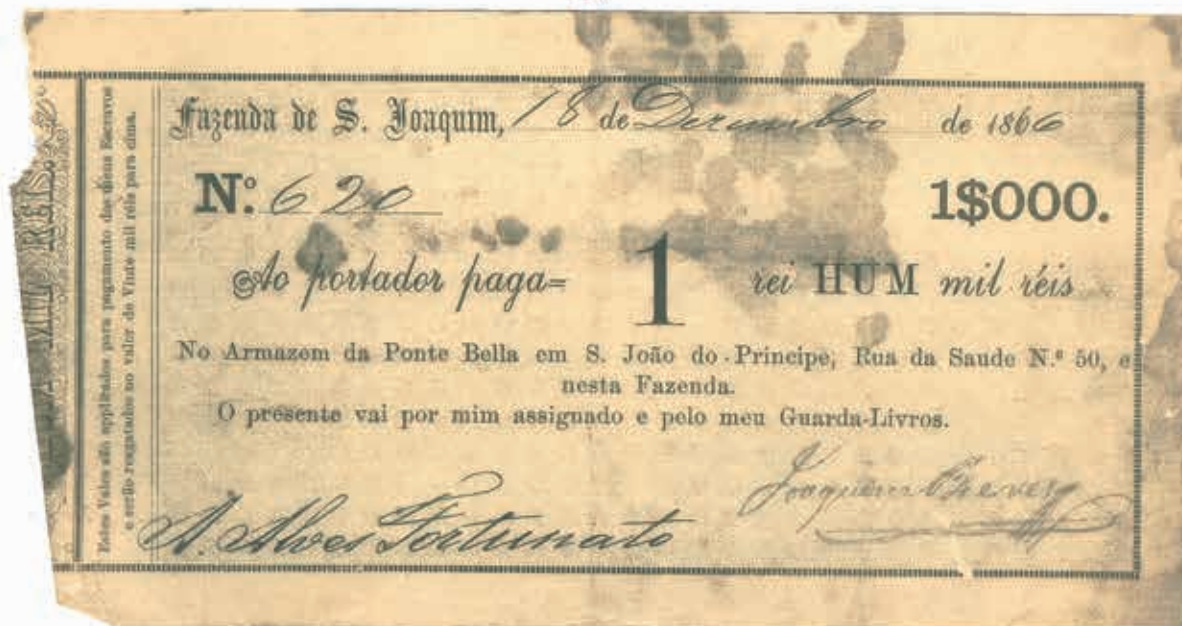 MIL REIS.
Estes Vales são applicados para pagamento dos meus Escravos
e serão resgatados no valor de Vinte mil réis para cima.
Fazenda de S. Joaquim, 18 de Dezembro de 1866
N.º 620 1$000.
Ao portador paga= 1 rei HUM mil réis
No Armazem da Ponte Bella em S. João do Principe, Rua da Saude N.º 50, e
nesta Fazenda.
O presente vai por mim assignado e pelo meu Guarda-Livros.
Joaquim Breves
A. Alves Fortunato